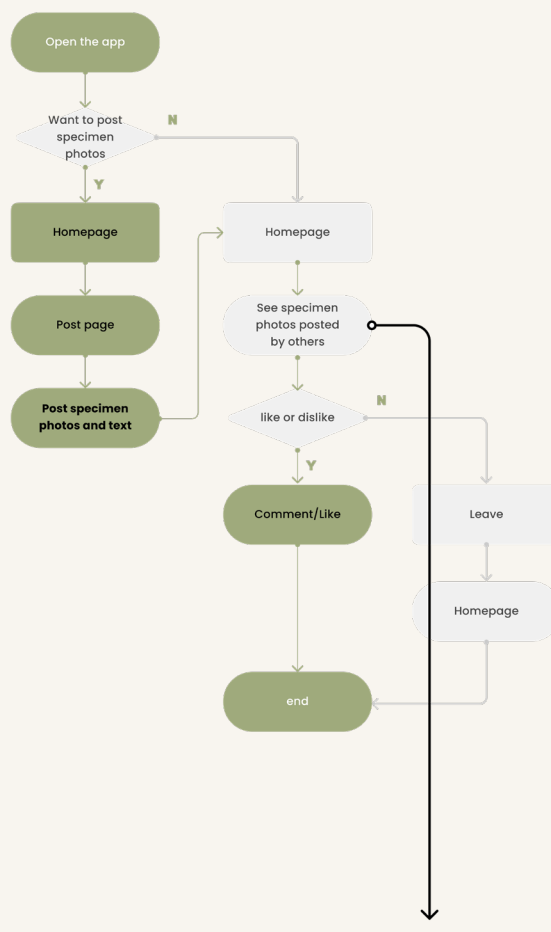 Open the app
Want to post
specimen
photos
N
Y
Homepage
Homepage
Post page
See specimen
photos posted
by others
Post specimen
photos and text
like or dislike
N
Y
Comment/Like
Leave
Homepage
end